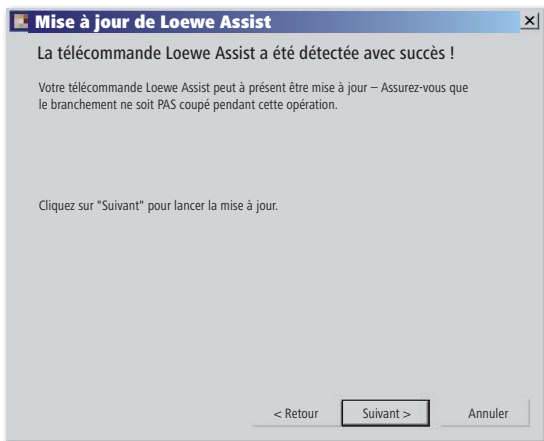 Mise à jour de Loewe Assist
La télécommande Loewe Assist a été détectée avec succès !
Votre télécommande Loewe Assist peut à présent être mise à jour – Assurez-vous que
le branchement ne soit PAS coupé pendant cette opération.
Cliquez sur "Suivant" pour lancer la mise à jour.
< Retour Suivant > Annuler